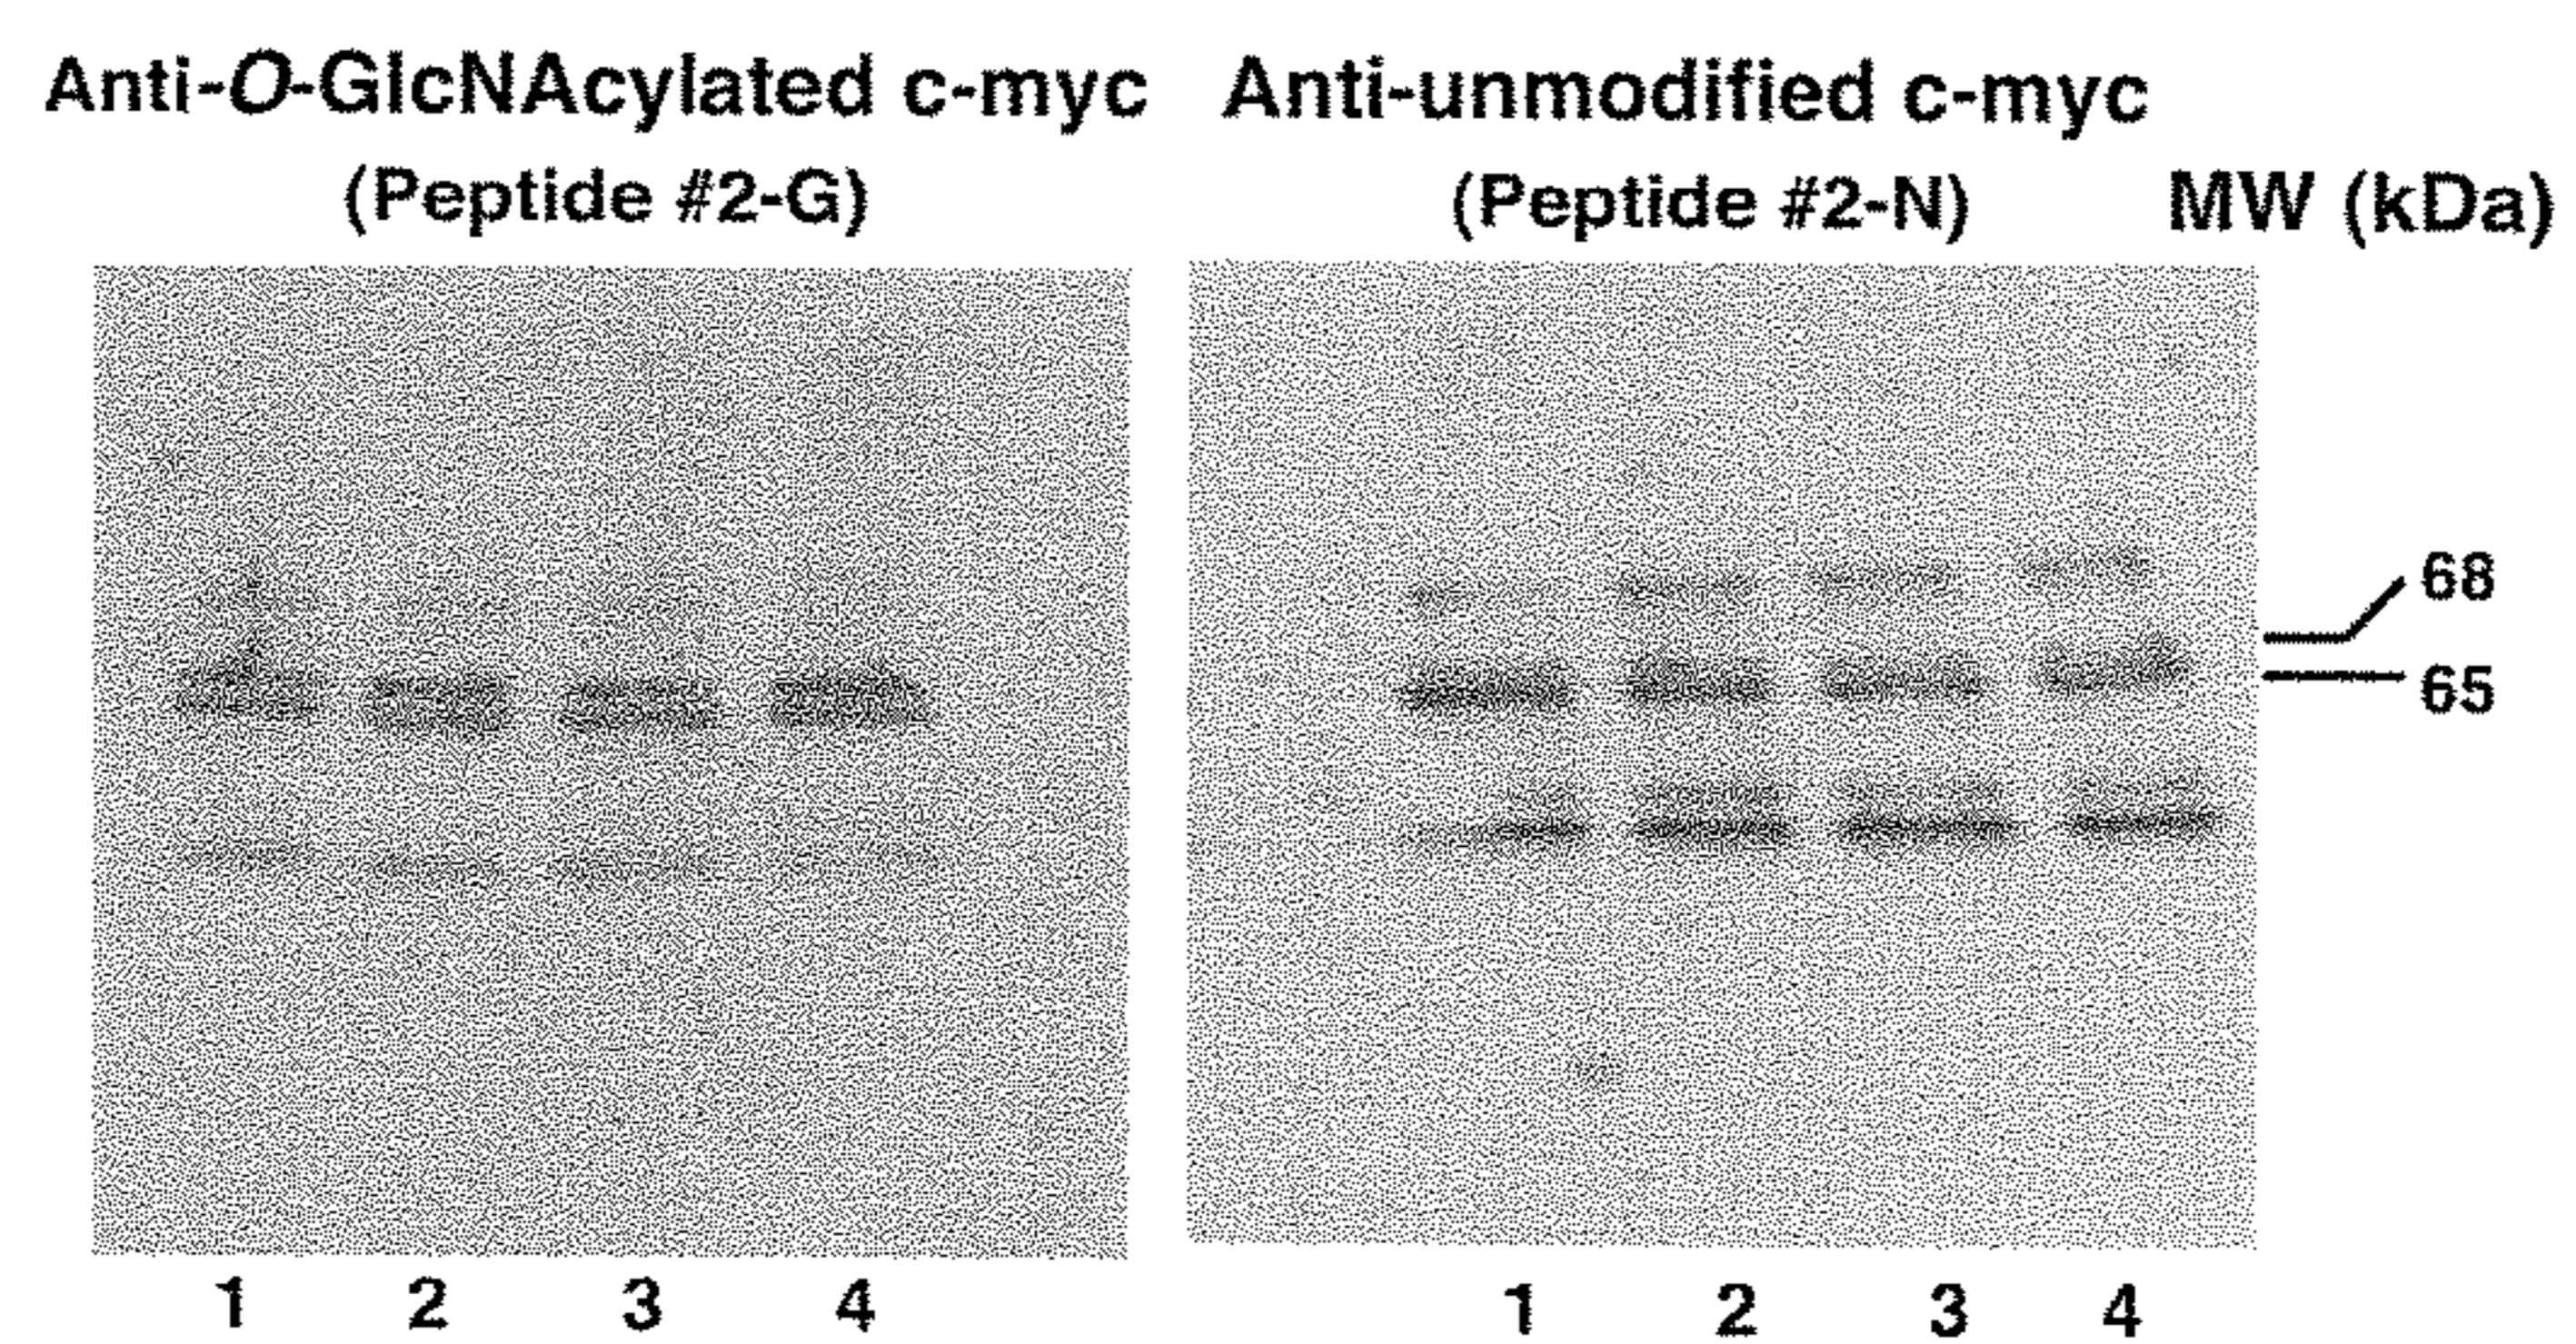 Anti-O-GlcNAcylated c-myc
(Peptide #2-G)
Anti-unmodified c-myc
(Peptide #2-N)
MW (kDa)
68
65
1 2 3 4
1 2 3 4